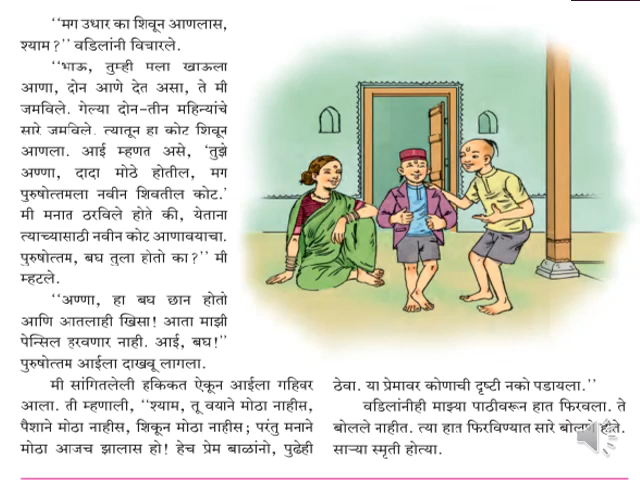 “मग उधार का शिवून आणलास,
श्याम?” वडिलांनी विचारले.
“भाऊ, तुम्ही मला खाऊला
आणा, दोन आणे देत असा, ते मी
जमविले. गेल्या दोन-तीन महिन्यांचे
सारे जमविले. त्यातून हा कोट शिवून
आणला. आई म्हणत असे, ‘तुझे
अण्णा, दादा मोठे होतील, मग
पुरुषोत्तमला नवीन शिवतील कोट.’
मी मनात ठरविले होते की, येताना
त्याच्यासाठी नवीन कोट आणावयाचा.
पुरुषोत्तम, बघ तुला होतो का?” मी
म्हटले.
“अण्णा, हा बघ छान होतो
आणि आतलाही खिसा! आता माझी
पेन्सिल हरवणार नाही. आई, बघ!”
पुरुषोत्तम आईला दाखवू लागला.
मी सांगितलेली हकिकत ऐकून आईला गहिवर
आला. ती म्हणाली, “श्याम, तू वयाने मोठा नाहीस,
पैशाने मोठा नाहीस, शिकून मोठा नाहीस; परंतु मनाने
मोठा आजच झालास हो! हेच प्रेम बाळांनो, पुढेही
ठेवा. या प्रेमावर कोणाची दृष्टी नको पडायला.”
वडिलांनीही माझ्या पाठीवरून हात फिरवला. ते
बोलले नाहीत. त्या हात फिरविण्यात सारे बोलणे होते.
साऱ्या स्मृती होत्या.